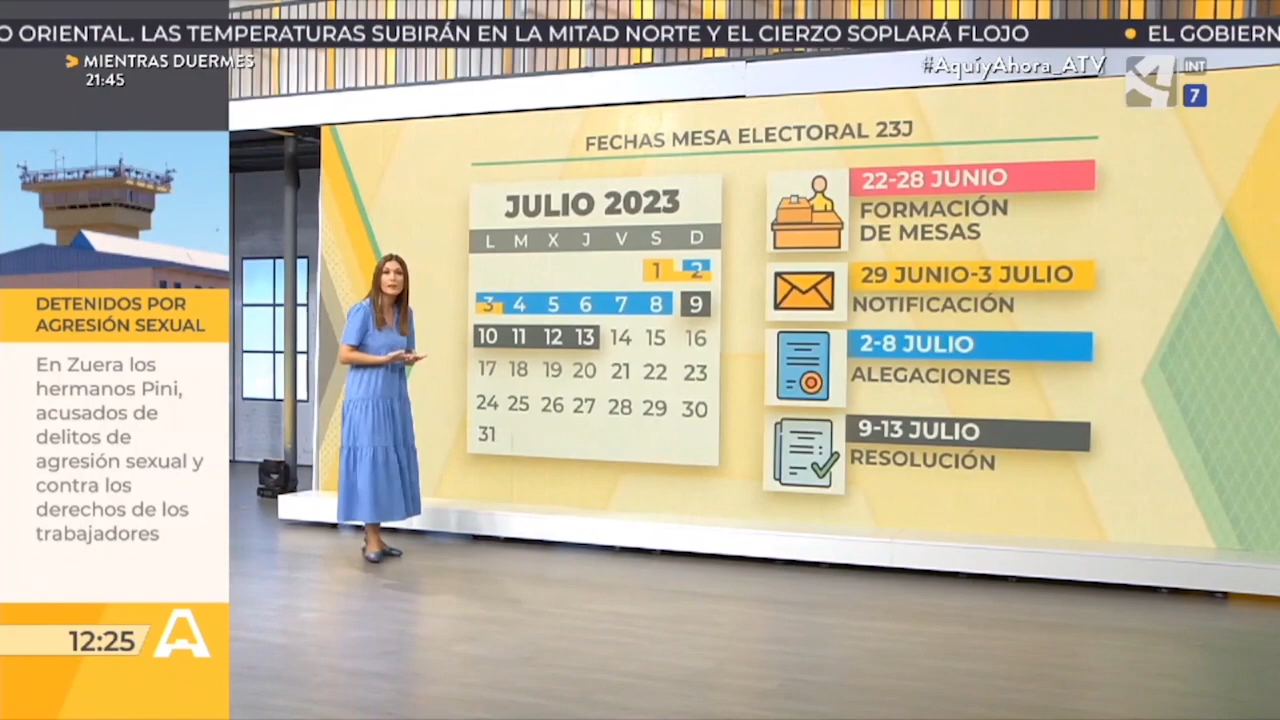 O ORIENTAL. LAS TEMPERATURAS SUBIRÁN EN LA MITAD NORTE Y EL CIERZO SOPLARÁ FLOJO
EL GOBIERN
MIENTRAS DUERMES
21:45
#AquíyAhora_ATV
INT
7
FECHAS MESA ELECTORAL 23J
JULIO 2023
L M X J V S D
1 2
3 4 5 6 7 8 9
10 11 12 13 14 15 16
17 18 19 20 21 22 23
24 25 26 27 28 29 30
31
22-28 JUNIO
FORMACIÓN
DE MESAS
29 JUNIO-3 JULIO
NOTIFICACIÓN
2-8 JULIO
ALEGACIONES
9-13 JULIO
RESOLUCIÓN
DETENIDOS POR
AGRESIÓN SEXUAL
En Zuera los
hermanos Pini,
acusados de
delitos de
agresión sexual y
contra los
derechos de los
trabajadores
12:25